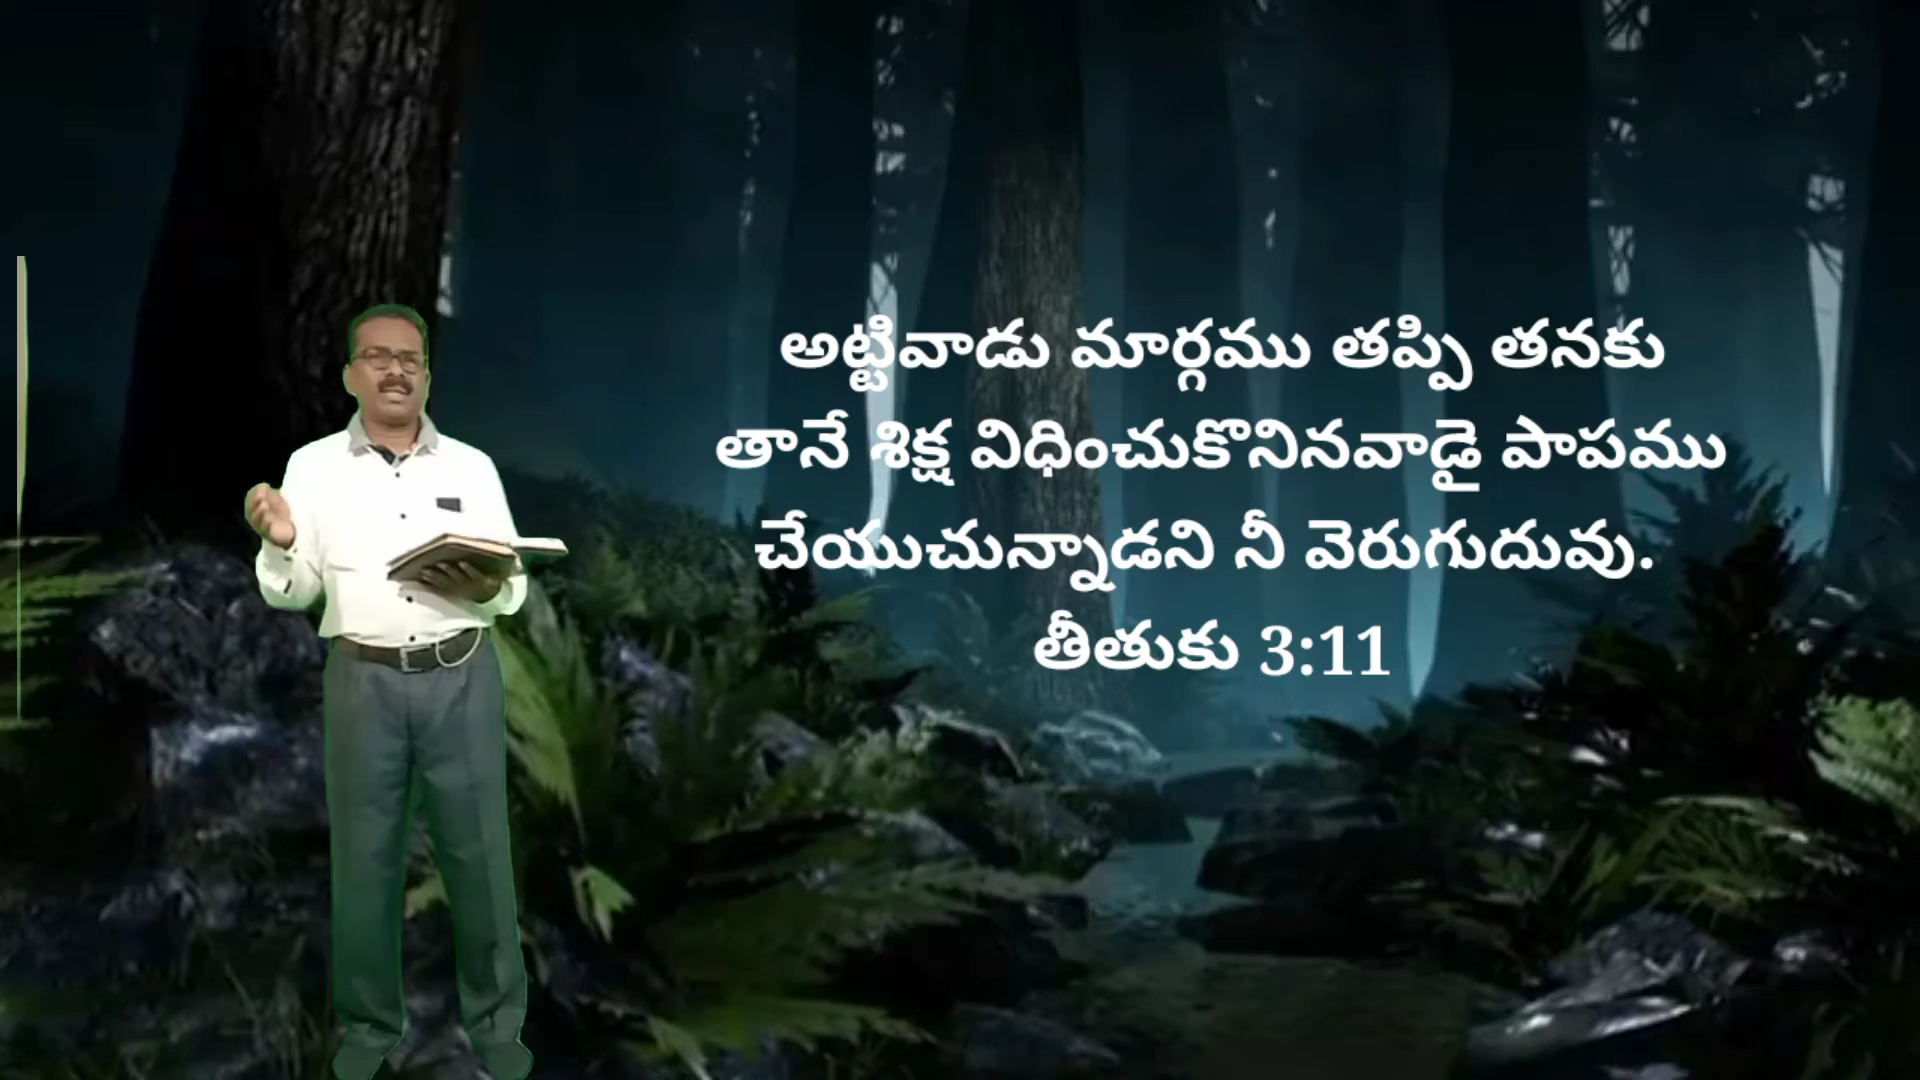 అట్టివాడు మార్గము తప్పి తనకు
తానే శిక్ష విధించుకొనినవాడై పాపము
చేయుచున్నాడని నీ వెరుగుదువు.
తీతుకు 3:11